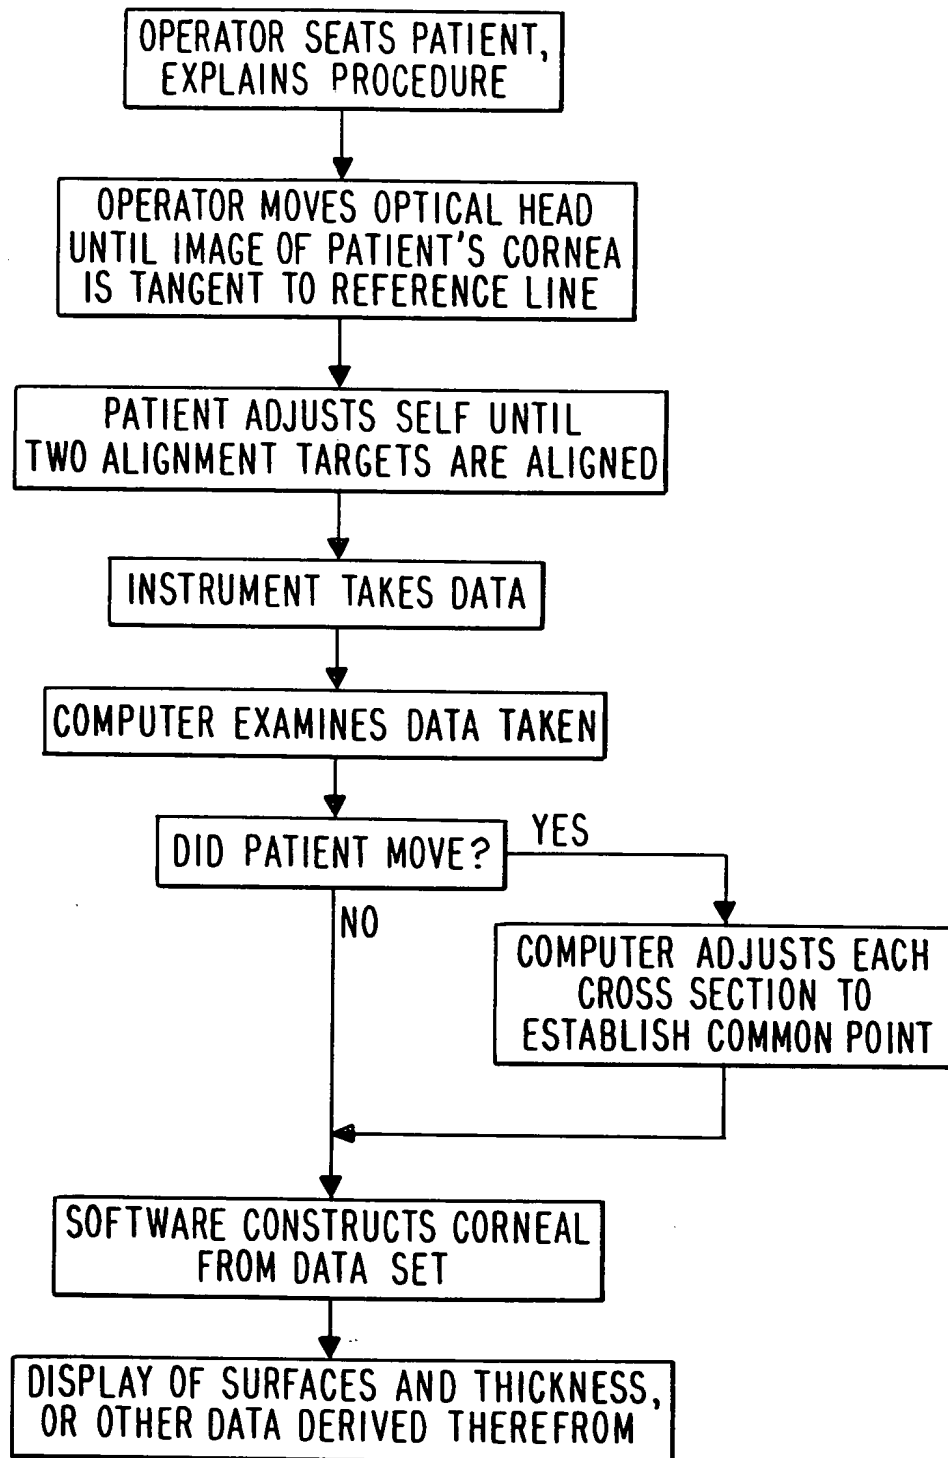 OPERATOR SEATS PATIENT,
EXPLAINS PROCEDURE
OPERATOR MOVES OPTICAL HEAD
UNTIL IMAGE OF PATIENT'S CORNEA
IS TANGENT TO REFERENCE LINE
PATIENT ADJUSTS SELF UNTIL
TWO ALIGNMENT TARGETS ARE ALIGNED
INSTRUMENT TAKES DATA
COMPUTER EXAMINES DATA TAKEN
DID PATIENT MOVE?
YES
NO
COMPUTER ADJUSTS EACH
CROSS SECTION TO
ESTABLISH COMMON POINT
SOFTWARE CONSTRUCTS CORNEAL
FROM DATA SET
DISPLAY OF SURFACES AND THICKNESS,
OR OTHER DATA DERIVED THEREFROM